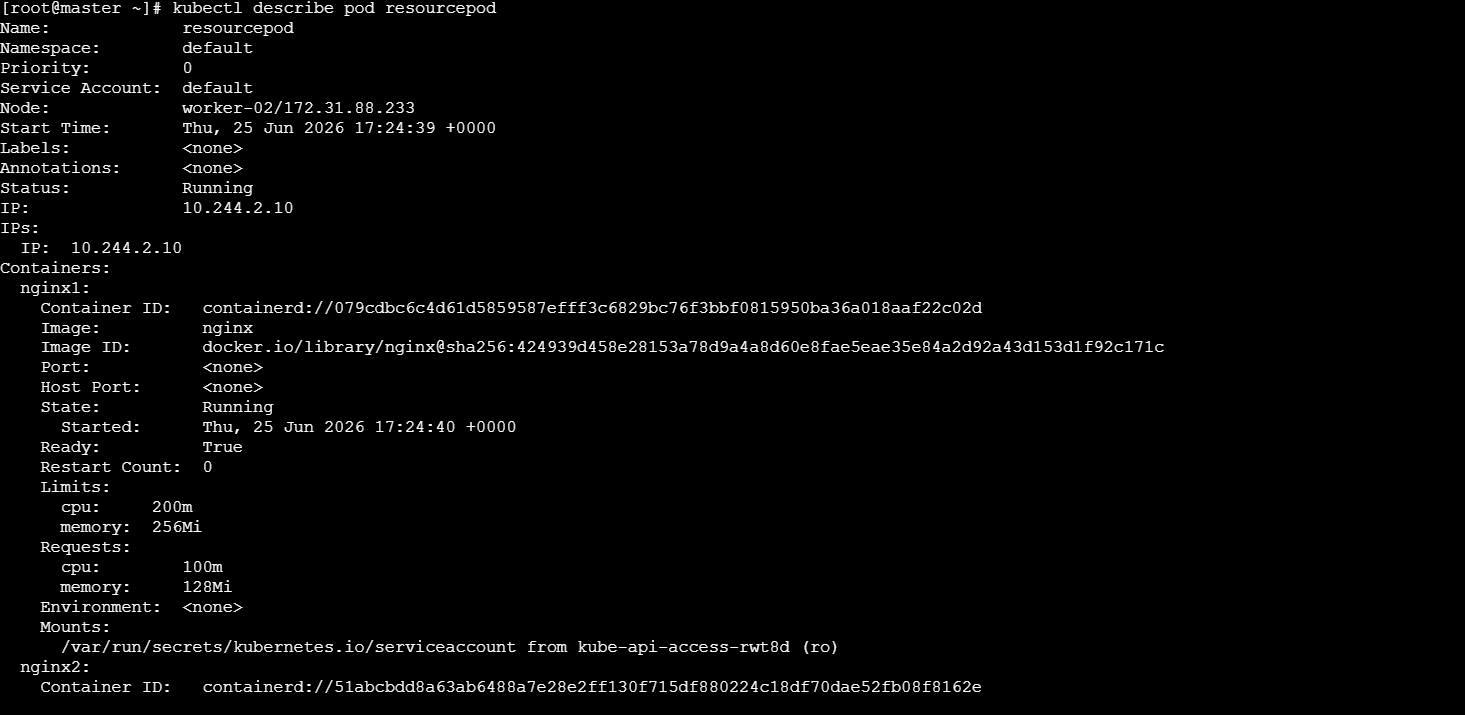 [root@master ~]# kubectl describe pod resourcepod
Name:             resourcepod
Namespace:        default
Priority:         0
Service Account:  default
Node:             worker-02/172.31.88.233
Start Time:       Thu, 25 Jun 2026 17:24:39 +0000
Labels:           <none>
Annotations:      <none>
Status:           Running
IP:               10.244.2.10
IPs:
  IP:  10.244.2.10
Containers:
  nginx1:
    Container ID:   containerd://079cdbc6c4d61d5859587efff3c6829bc76f3bbf0815950ba36a018aaf22c02d
    Image:          nginx
    Image ID:       docker.io/library/nginx@sha256:424939d458e28153a78d9a4a8d60e8fae5eae35e84a2d92a43d153d1f92c171c
    Port:           <none>
    Host Port:      <none>
    State:          Running
      Started:      Thu, 25 Jun 2026 17:24:40 +0000
    Ready:          True
    Restart Count:  0
    Limits:
      cpu:     200m
      memory:  256Mi
    Requests:
      cpu:        100m
      memory:     128Mi
    Environment:  <none>
    Mounts:
      /var/run/secrets/kubernetes.io/serviceaccount from kube-api-access-rwt8d (ro)
  nginx2:
    Container ID:   containerd://51abcbdd8a63ab6488a7e28e2ff130f715df880224c18df70dae52fb08f8162e